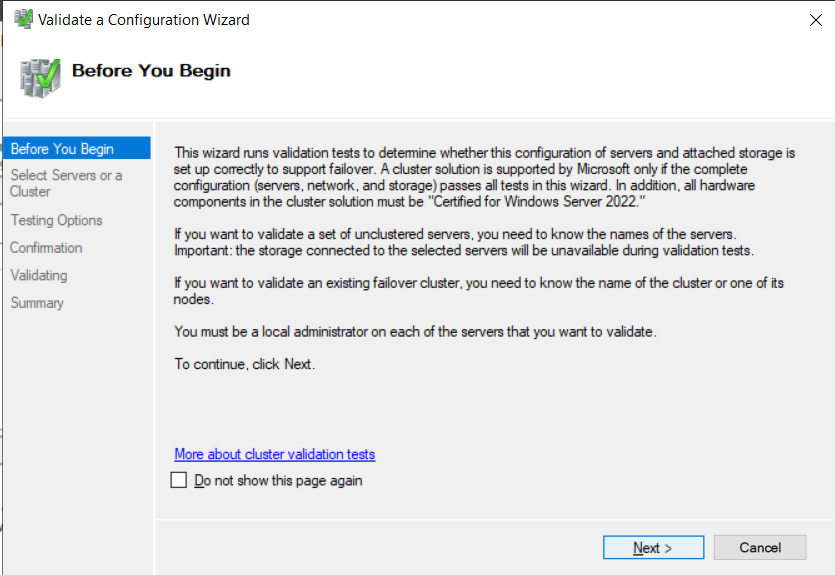 Validate a Configuration Wizard
Before You Begin
Before You Begin
Select Servers or a
Cluster
Testing Options
Confirmation
Validating
Summary
This wizard runs validation tests to determine whether this configuration of servers and attached storage is
set up correctly to support failover. A cluster solution is supported by Microsoft only if the complete
configuration (servers, network, and storage) passes all tests in this wizard. In addition, all hardware
components in the cluster solution must be "Certified for Windows Server 2022."
If you want to validate a set of unclustered servers, you need to know the names of the servers.
Important: the storage connected to the selected servers will be unavailable during validation tests.
If you want to validate an existing failover cluster, you need to know the name of the cluster or one of its
nodes.
You must be a local administrator on each of the servers that you want to validate.
To continue, click Next.
More about cluster validation tests
Do not show this page again
Next >
Cancel